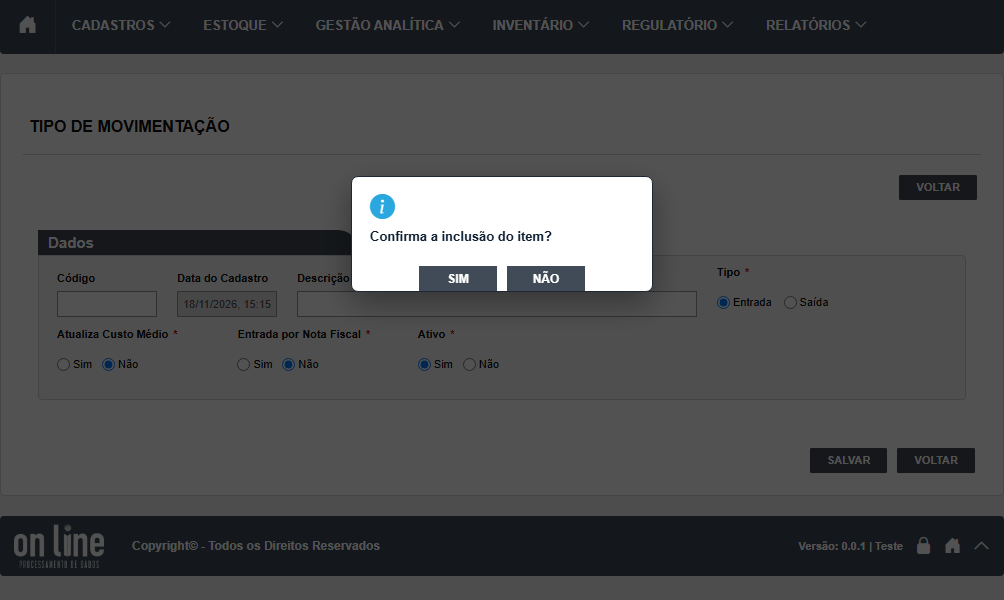 CADASTROS ESTOQUE GESTÃO ANALÍTICA INVENTÁRIO REGULATÓRIO RELATÓRIOS
TIPO DE MOVIMENTAÇÃO
VOLTAR
i
Confirma a inclusão do item?
SIM NÃO
Dados
Código Data do Cadastro Descrição Tipo *
18/11/2026, 15:15 Entrada Saída
Atualiza Custo Médio * Entrada por Nota Fiscal * Ativo *
Sim Não Sim Não Sim Não
SALVAR VOLTAR
on line
PROCESSAMENTO DE DADOS
Copyright© - Todos os Direitos Reservados Versão: 0.0.1 | Teste